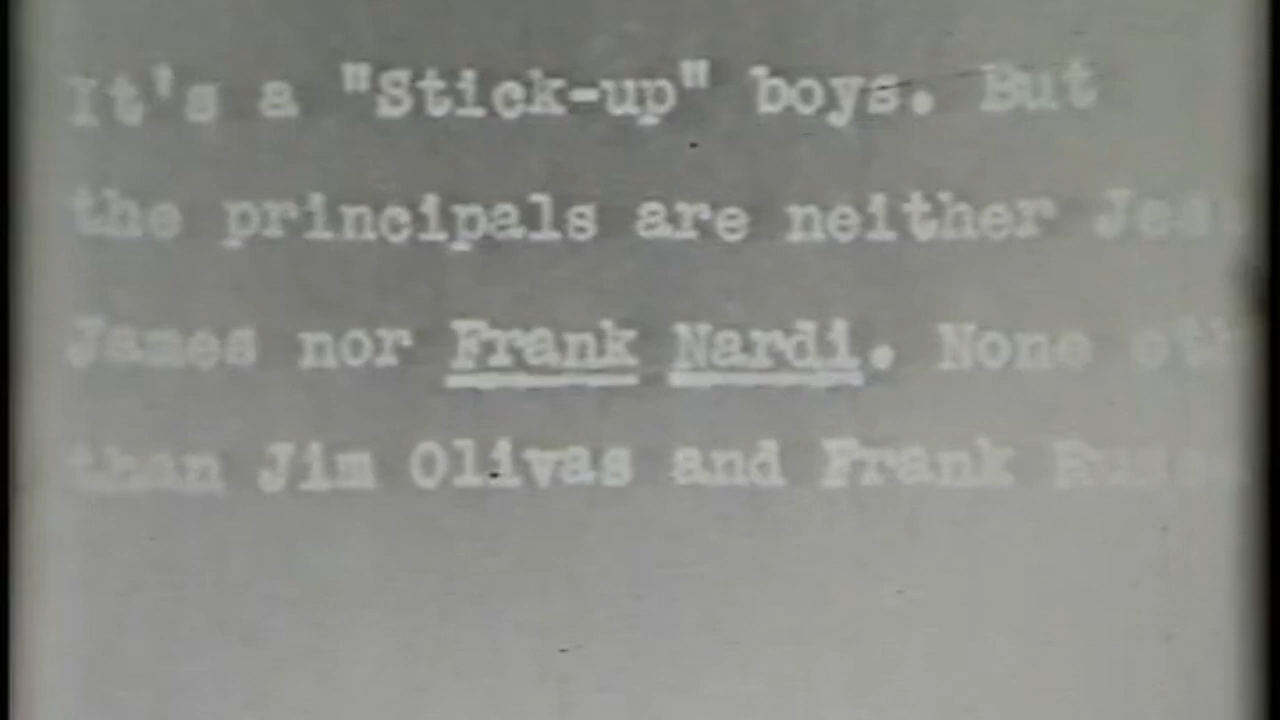 It's a "Stick-up" boys. But
the principals are neither
James nor Frank Nardi. None
than Jim Olivas and Frank